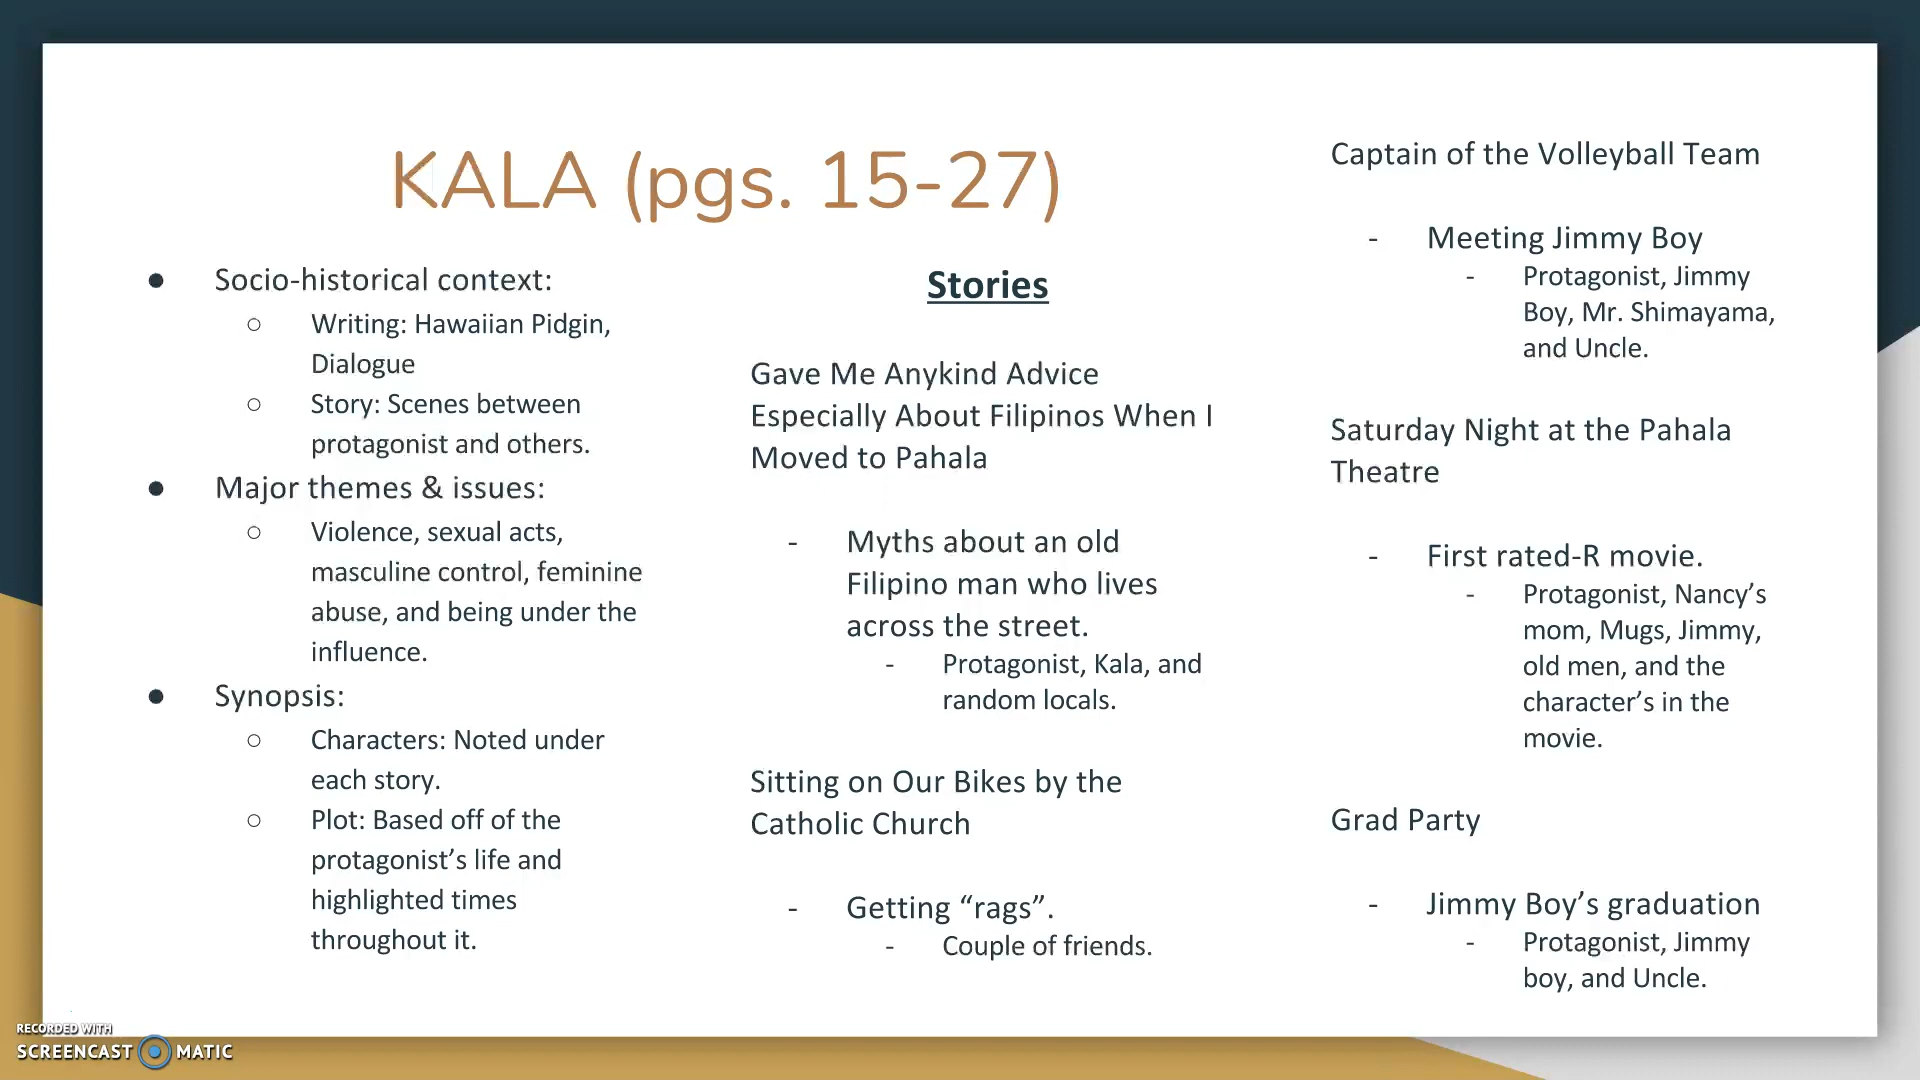 KALA (pgs. 15-27)
● Socio-historical context:
○ Writing: Hawaiian Pidgin,
Dialogue
○ Story: Scenes between
protagonist and others.
● Major themes & issues:
○ Violence, sexual acts,
masculine control, feminine
abuse, and being under the
influence.
● Synopsis:
○ Characters: Noted under
each story.
○ Plot: Based off of the
protagonist’s life and
highlighted times
throughout it.
Stories
Gave Me Anykind Advice
Especially About Filipinos When I
Moved to Pahala
- Myths about an old
Filipino man who lives
across the street.
- Protagonist, Kala, and
random locals.
Sitting on Our Bikes by the
Catholic Church
- Getting “rags”.
- Couple of friends.
Captain of the Volleyball Team
- Meeting Jimmy Boy
- Protagonist, Jimmy
Boy, Mr. Shimayama,
and Uncle.
Saturday Night at the Pahala
Theatre
- First rated-R movie.
- Protagonist, Nancy’s
mom, Mugs, Jimmy,
old men, and the
character’s in the
movie.
Grad Party
- Jimmy Boy’s graduation
- Protagonist, Jimmy
boy, and Uncle.
RECORDED WITH
SCREENCAST MATIC